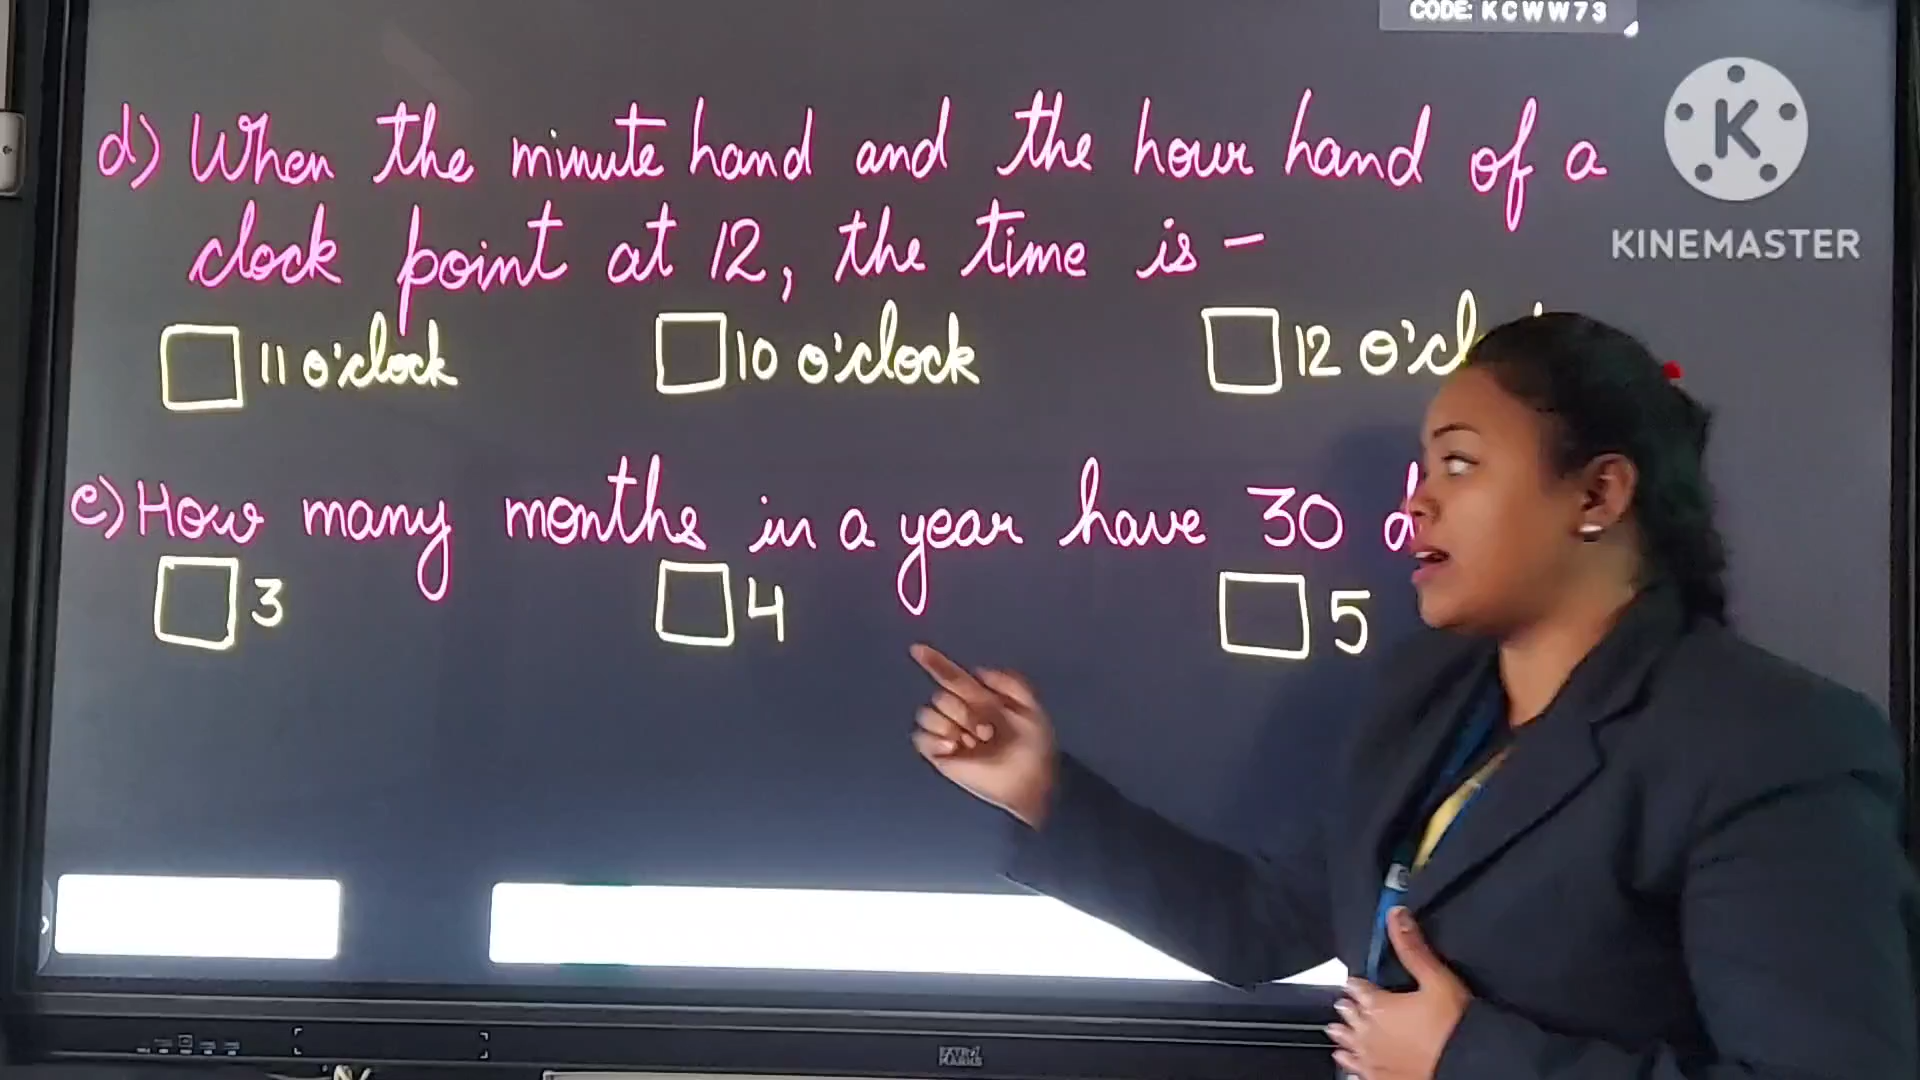 CODE: KCWW73
d) When the minute hand and the hour hand of a
clock point at 12, the time is –
11 o'clock 10 o'clock 12
e) How many months in a year have 30
3 4 5
KINEMASTER